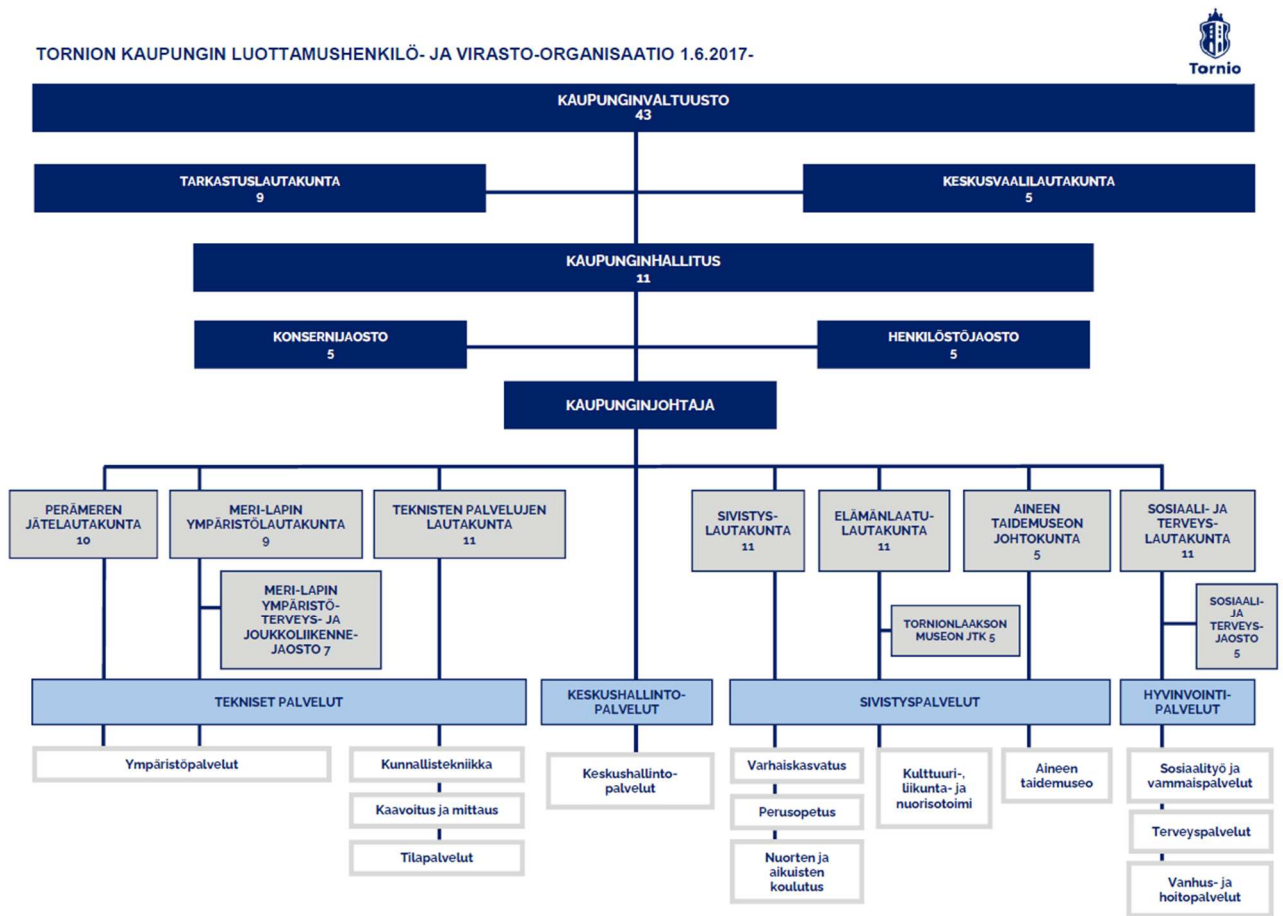 TORNION KAUPUNGIN LUOTTAMUSHENKILÖ- JA VIRASTO-ORGANISAATIO 1.6.2017-
Tornio
KAUPUNGINVALTUUSTO
43
TARKASTUSLAUTAKUNTA
9
KESKUSVAALILAUTAKUNTA
5
KAUPUNGINHALLITUS
11
KONSERNIJAOSTO
5
HENKILÖSTÖJAOSTO
5
KAUPUNGINJOHTAJA
PERÄMEREN
JÄTELAUTAKUNTA
10
MERI-LAPIN
YMPÄRISTÖLAUTAKUNTA
9
TEKNISTEN PALVELUJEN
LAUTAKUNTA
11
SIVISTYS-
LAUTAKUNTA
11
ELÄMÄNLAATU-
LAUTAKUNTA
11
AINEEN
TAIDEMUSEON
JOHTOKUNTA
5
SOSIAALI- JA
TERVEYS-
LAUTAKUNTA
11
MERI-LAPIN
YMPÄRISTÖ-
TERVEYS- JA
JOUKKOLIIKENNE-
JAOSTO 7
TORNIONLAAKSON
MUSEON JTK 5
SOSIAALI-
JA
TERVEYS-
JAOSTO
5
TEKNISET PALVELUT
KESKUSHALLINTO-
PALVELUT
SIVISTYSPALVELUT
HYVINVOINTI-
PALVELUT
Ympäristöpalvelut
Kunnallistekniikka
Kaavoitus ja mittaus
Tilapalvelut
Keskushallinto-
palvelut
Varhaiskasvatus
Perusopetus
Nuorten ja
aikuisten
koulutus
Kulttuuri-,
liikunta- ja
nuorisotoimi
Aineen
taidemuseo
Sosiaalityö ja
vammaispalvelut
Terveyspalvelut
Vanhus- ja
hoitopalvelut